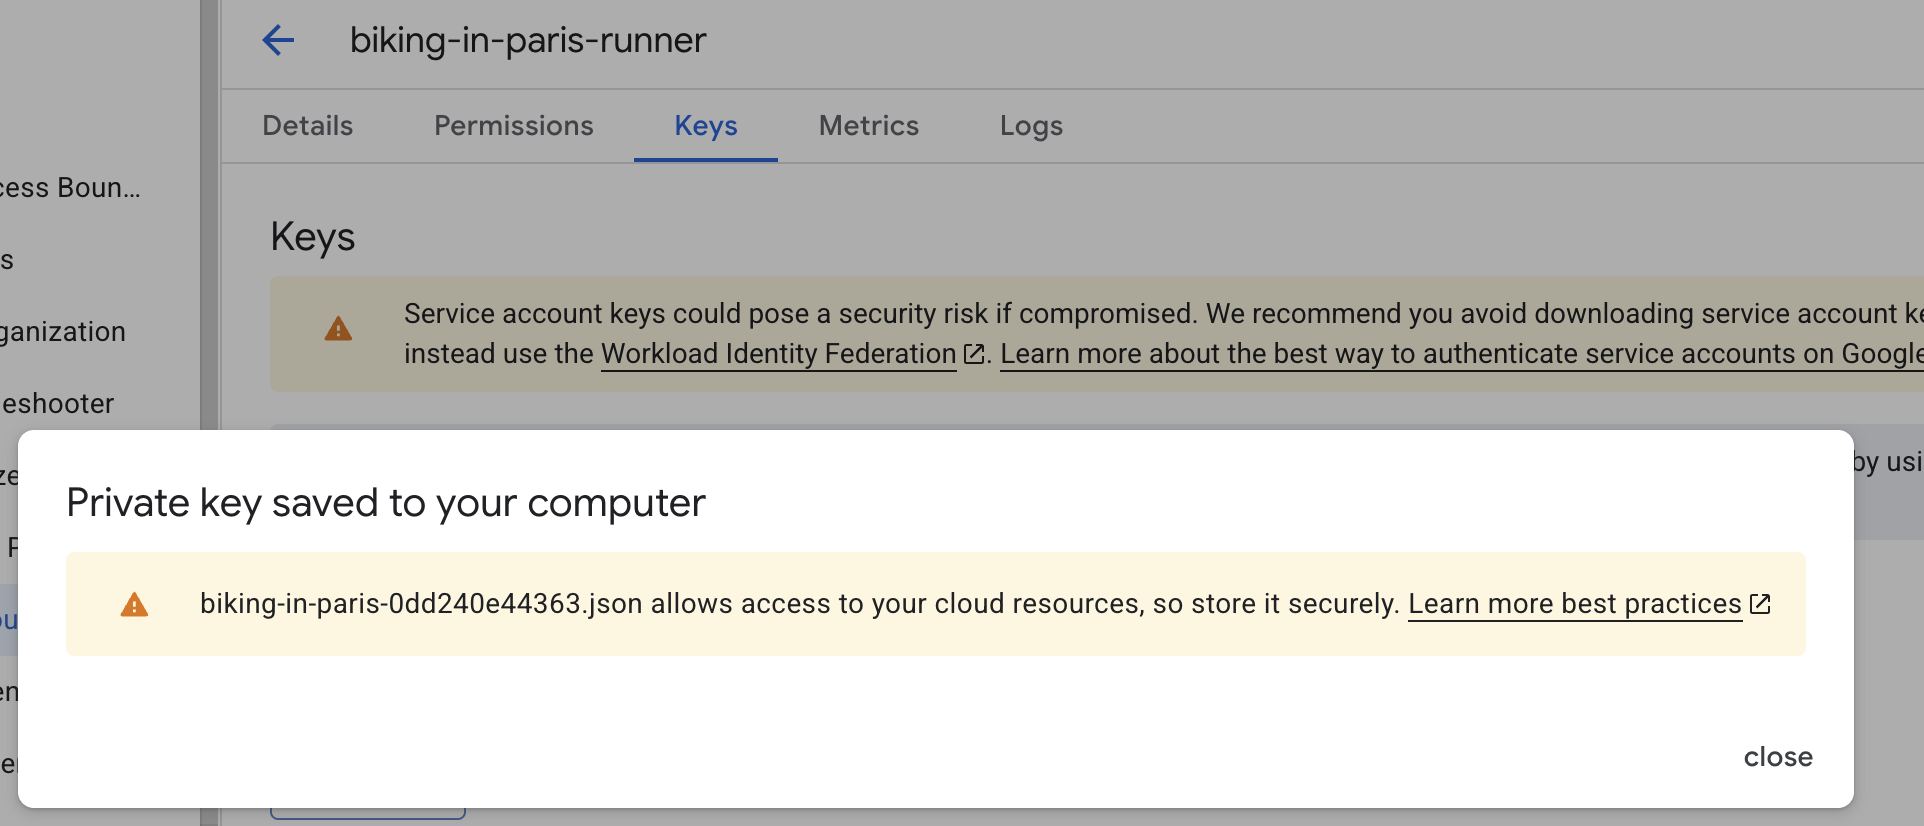 biking-in-paris-runner
Details Permissions Keys Metrics Logs
cess Boun...
s
ganization
eshooter
Keys
Service account keys could pose a security risk if compromised. We recommend you avoid downloading service account ke
instead use the Workload Identity Federation. Learn more about the best way to authenticate service accounts on Google
by usi
Private key saved to your computer
biking-in-paris-0dd240e44363.json allows access to your cloud resources, so store it securely. Learn more best practices
close